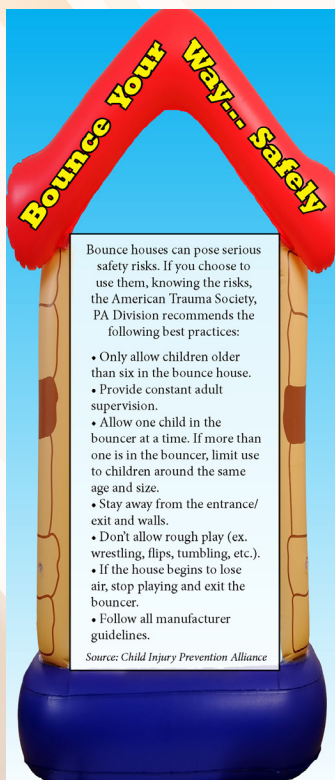 Bounce Your Way... Safely
Bounce houses can pose serious
safety risks. If you choose to
use them, knowing the risks,
the American Trauma Society,
PA Division recommends the
following best practices:
• Only allow children older
than six in the bounce house.
• Provide constant adult
supervision.
• Allow one child in the
bouncer at a time. If more than
one is in the bouncer, limit use
to children around the same
age and size.
• Stay away from the entrance/
exit and walls.
• Don't allow rough play (ex.
wrestling, flips, tumbling, etc.).
• If the house begins to lose
air, stop playing and exit the
bouncer.
• Follow all manufacturer
guidelines.
Source: Child Injury Prevention Alliance